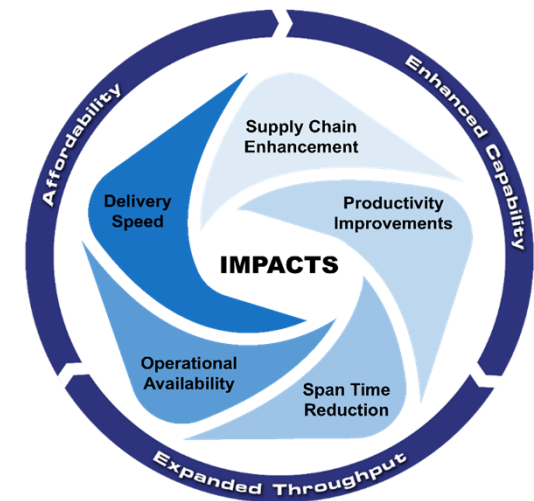 Affordability
Enhanced Capability
Supply Chain
Enhancement
Productivity
Improvements
Delivery
Speed
IMPACTS
Operational
Availability
Span Time
Reduction
Expanded Throughput